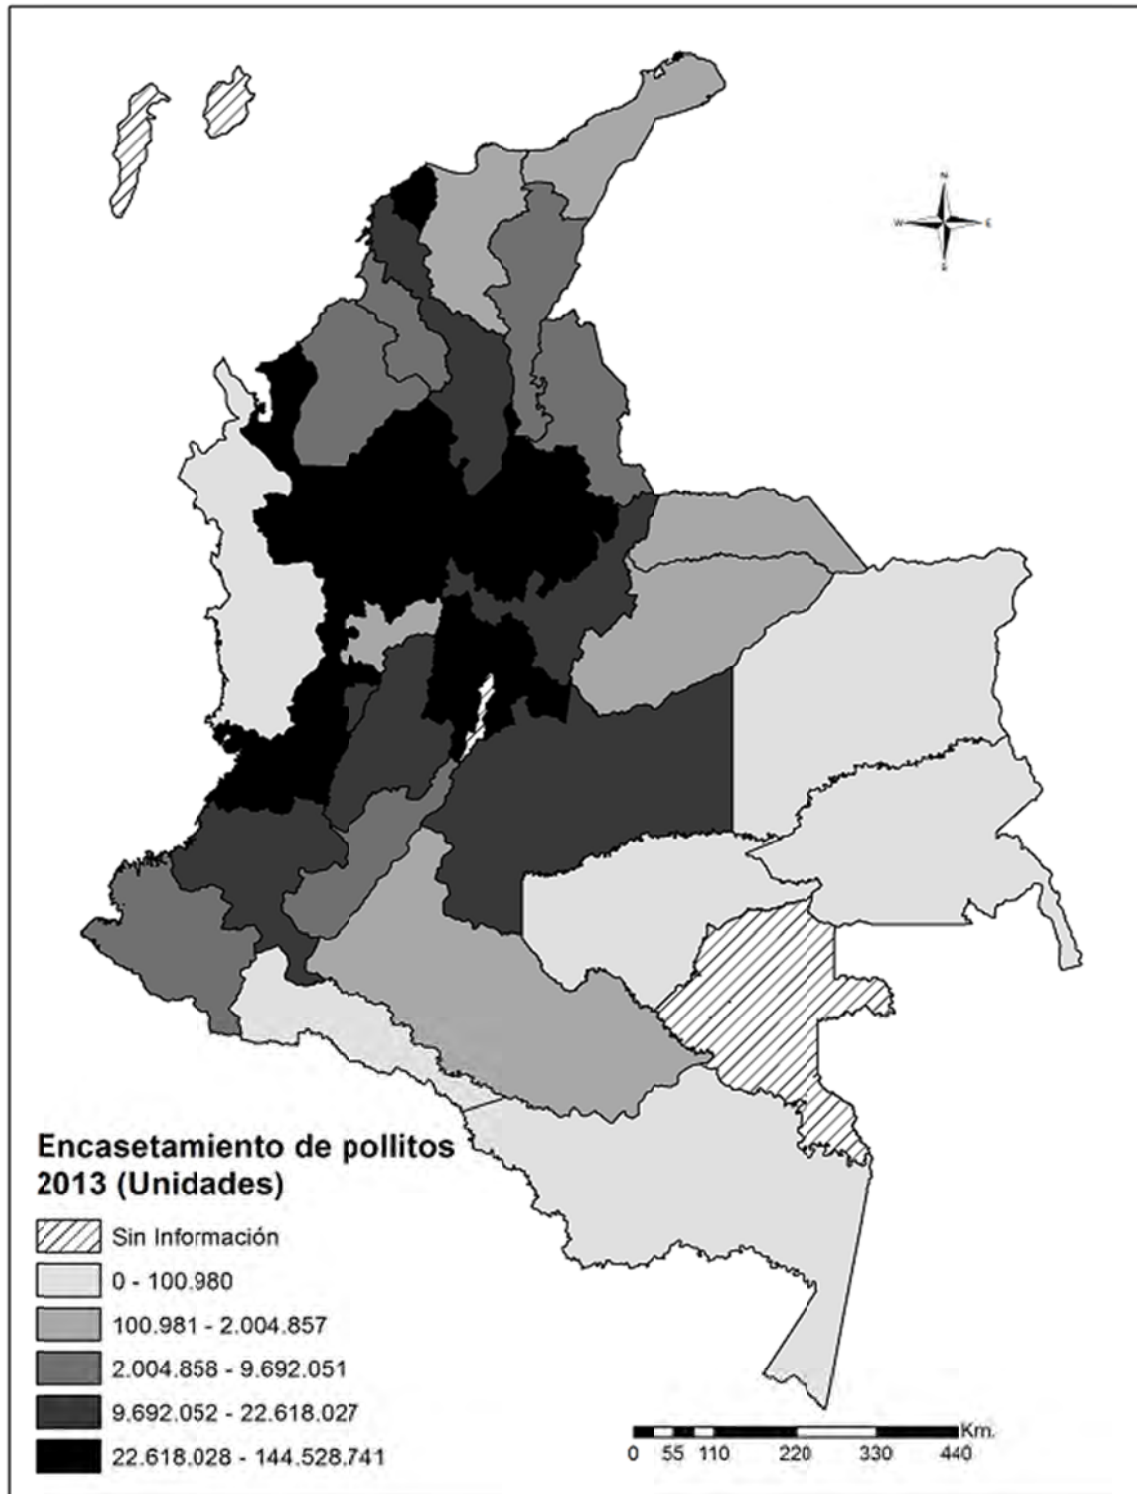 N
W E
S
Encasetamiento de pollitos
2013 (Unidades)
Sin Información
0 - 100.980
100.981 - 2.004.857
2.004.858 - 9.692.051
9.692.052 - 22.618.027
22.618.028 - 144.528.741
Km.
0 55 110 220 330 440